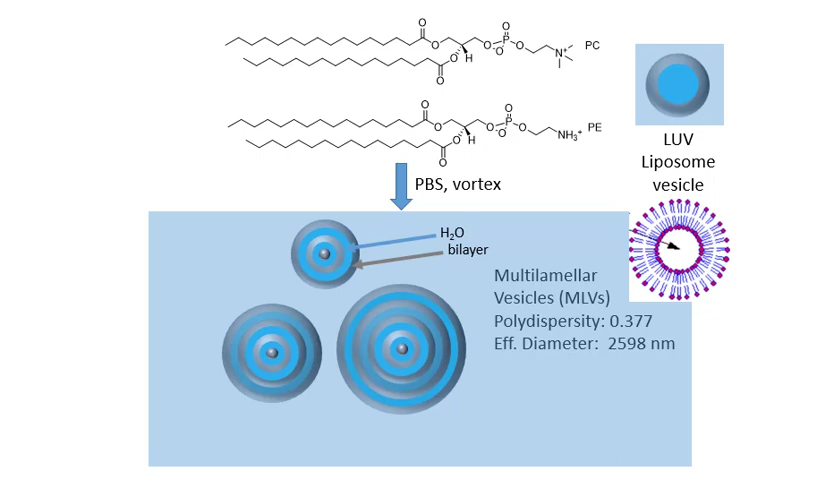 O
O
O
H
O
O
O
P
O
-O
O
N+
PC
O
O
O
H
O
O
O
P
O
-O
O
NH3+
PE
LUV
Liposome
vesicle
PBS, vortex
H2O
bilayer
Multilamellar
Vesicles (MLVs)
Polydispersity: 0.377
Eff. Diameter: 2598 nm